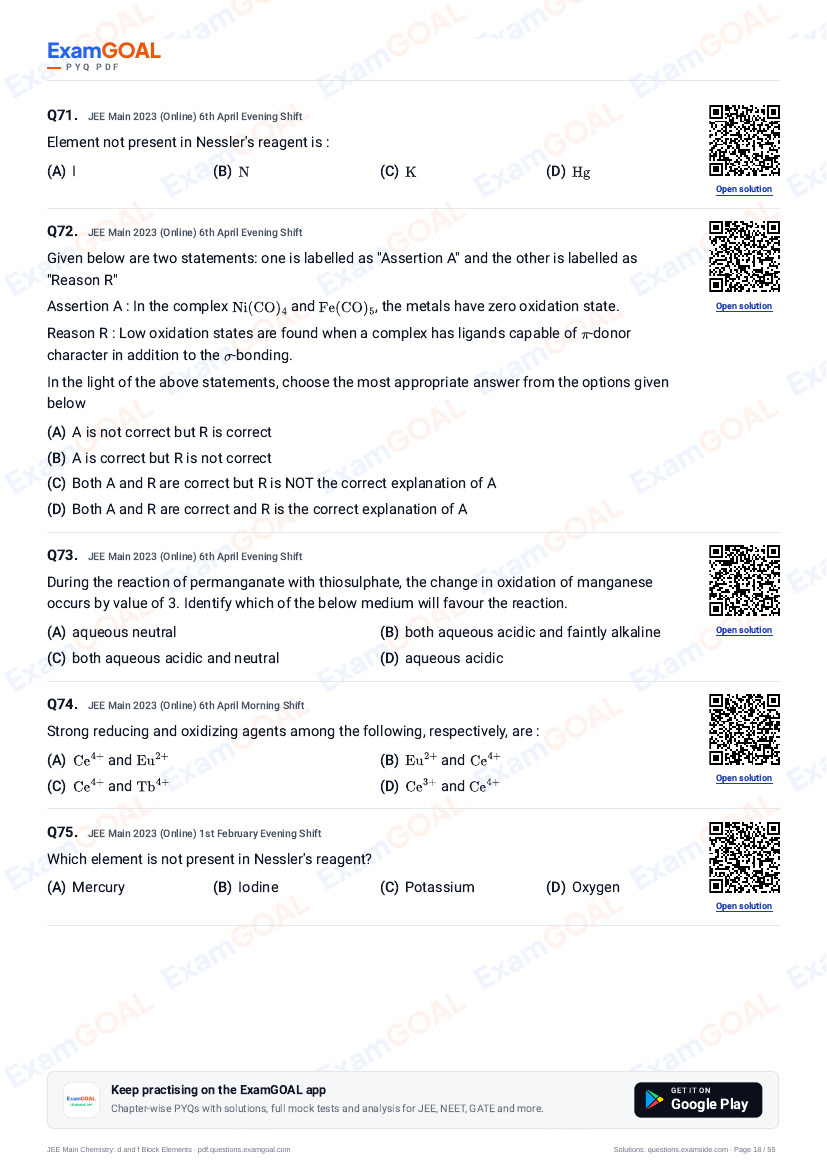 ExamGOAL
PYQ PDF
Q71. JEE Main 2023 (Online) 6th April Evening Shift
Element not present in Nessler's reagent is :
(A) I (B) N (C) K (D) Hg
Open solution
Q72. JEE Main 2023 (Online) 6th April Evening Shift
Given below are two statements: one is labelled as "Assertion A" and the other is labelled as
"Reason R"
Assertion A : In the complex Ni(CO)₄ and Fe(CO)₅, the metals have zero oxidation state.
Reason R : Low oxidation states are found when a complex has ligands capable of π-donor
character in addition to the σ-bonding.
In the light of the above statements, choose the most appropriate answer from the options given
below
(A) A is not correct but R is correct
(B) A is correct but R is not correct
(C) Both A and R are correct but R is NOT the correct explanation of A
(D) Both A and R are correct and R is the correct explanation of A
Open solution
Q73. JEE Main 2023 (Online) 6th April Evening Shift
During the reaction of permanganate with thiosulphate, the change in oxidation of manganese
occurs by value of 3. Identify which of the below medium will favour the reaction.
(A) aqueous neutral (B) both aqueous acidic and faintly alkaline
(C) both aqueous acidic and neutral (D) aqueous acidic
Open solution
Q74. JEE Main 2023 (Online) 6th April Morning Shift
Strong reducing and oxidizing agents among the following, respectively, are :
(A) Ce⁴⁺ and Eu²⁺ (B) Eu²⁺ and Ce⁴⁺
(C) Ce⁴⁺ and Tb⁴⁺ (D) Ce³⁺ and Ce⁴⁺
Open solution
Q75. JEE Main 2023 (Online) 1st February Evening Shift
Which element is not present in Nessler's reagent?
(A) Mercury (B) Iodine (C) Potassium (D) Oxygen
Open solution
Keep practising on the ExamGOAL app
Chapter-wise PYQs with solutions, full mock tests and analysis for JEE, NEET, GATE and more.
GET IT ON
Google Play
JEE Main Chemistry: d and f Block Elements · pdf.questions.examgoal.com
Solutions: questions.examside.com · Page 18 / 55